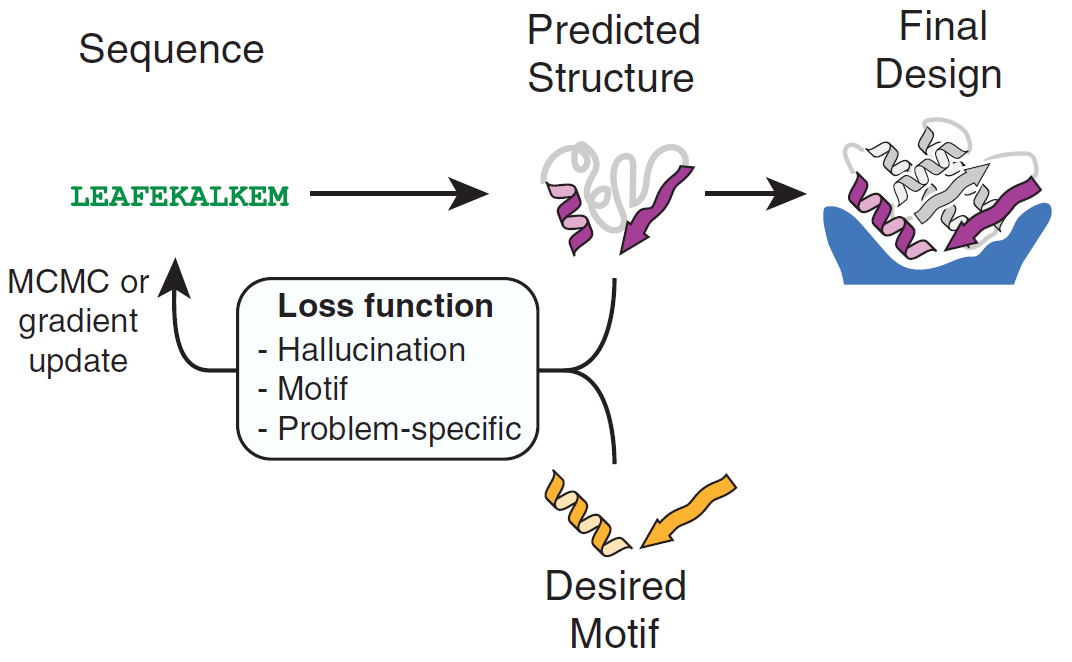 Sequence
Predicted
Structure
Final
Design
LEAFEKALKEM
MCMC or
gradient
update
Loss function
- Hallucination
- Motif
- Problem-specific
Desired
Motif